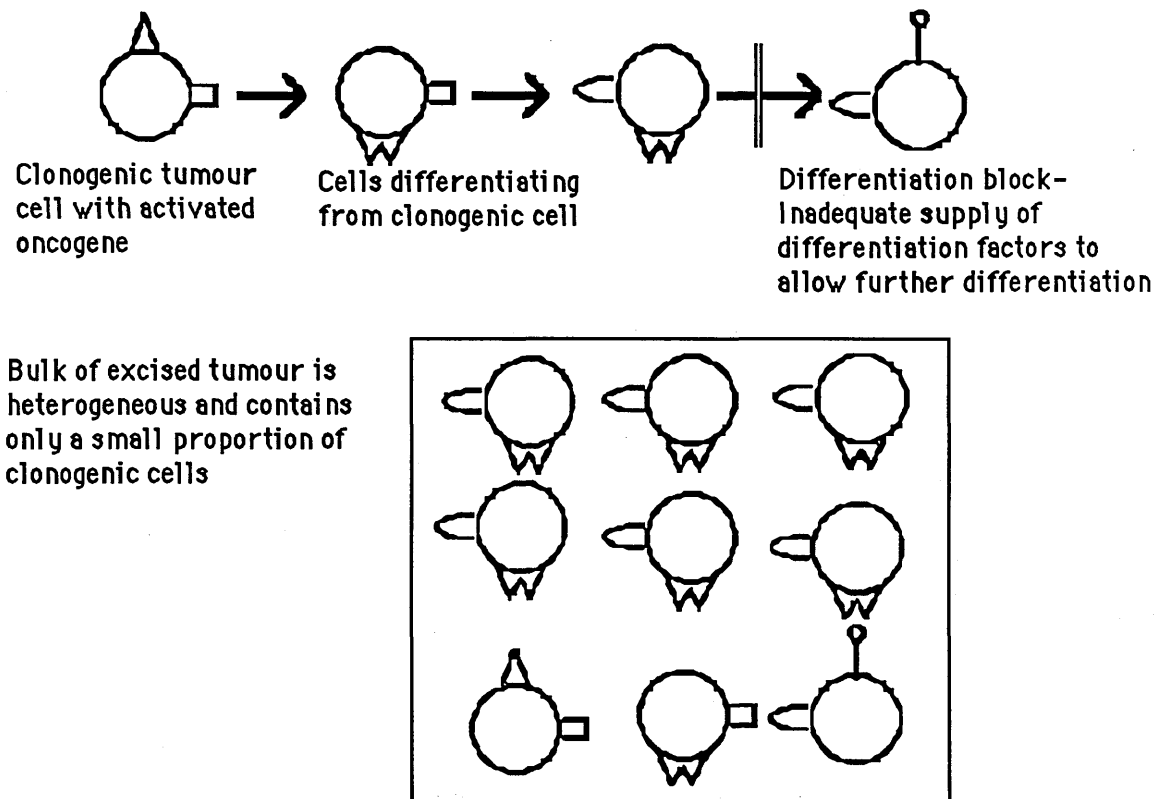 Clonogenic tumour
cell with activated
oncogene
Cells differentiating
from clonogenic cell
Differentiation block-
Inadequate supply of
differentiation factors to
allow further differentiation
Bulk of excised tumour is
heterogeneous and contains
only a small proportion of
clonogenic cells